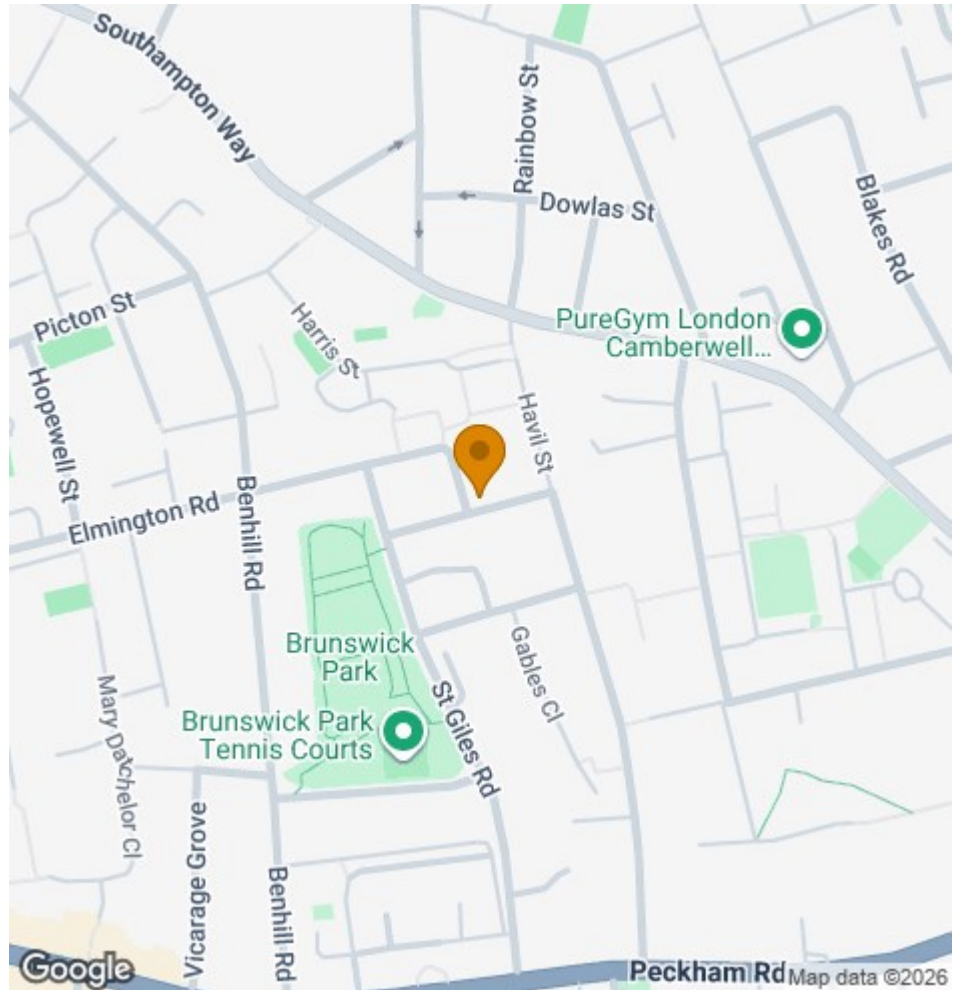 Southampton Way
Rainbow St
Dowlas St
Blakes Rd
Picton St
Harris St
PureGym London
Camberwell...
Hopewell St
Havil St
Elmington Rd
Benhill Rd
Brunswick
Park
Gables Cl
Mary Datchelor Cl
St Giles Rd
Brunswick Park
Tennis Courts
Vicarage Grove
Benhill Rd
Google
Peckham Rd
Map data ©2026